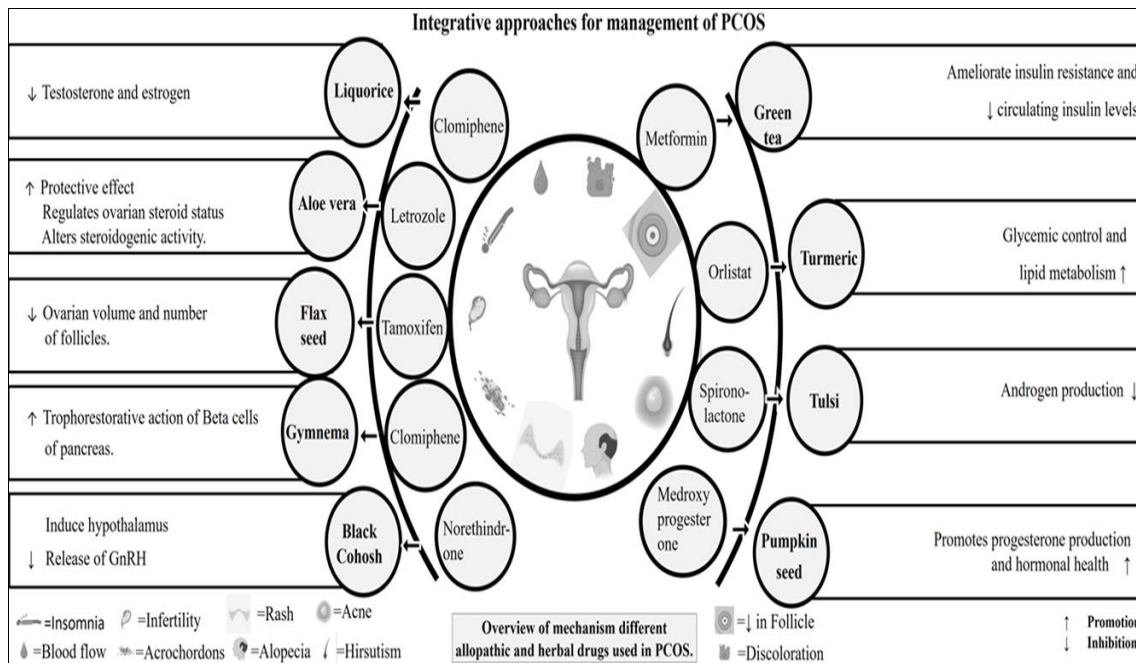 Integrative approaches for management of PCOS
↓ Testosterone and estrogen
Liquorice
Clomiphene
↑ Protective effect
Regulates ovarian steroid status
Alters steroidogenic activity.
Aloe vera
Letrozole
↓ Ovarian volume and number
of follicles.
Flax
seed
Tamoxifen
↑ Trophorestorative action of Beta cells
of pancreas.
Gymnema
Clomiphene
Induce hypothalamus
↓ Release of GnRH
Black
Cohosh
Norethindr-
one
Metformin
Green
tea
Ameliorate insulin resistance and
↓ circulating insulin levels
Orlistat
Turmeric
Glycemic control and
lipid metabolism ↑
Spirono-
lactone
Tulsi
Androgen production ↓
Medroxy
progester
one
Pumpkin
seed
Promotes progesterone production
and hormonal health ↑
=Insomnia =Infertility =Rash =Acne
=Blood flow =Acrochordons =Alopecia =Hirsutism
Overview of mechanism different
allopathic and herbal drugs used in PCOS.
=↓ in Follicle
=Discoloration
↑ Promotion
↓ Inhibition